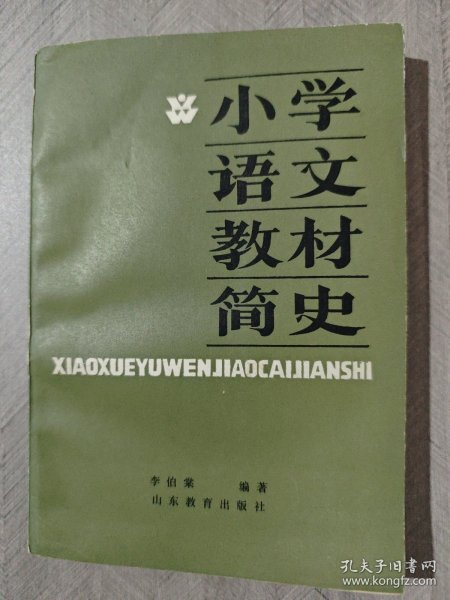 小学
语文
教材
简史
XIAOXUEYUWENJIAOCAIJIANSHI
李伯棠 编著
山东教育出版社
孔夫子旧书网
www.kongfz.com